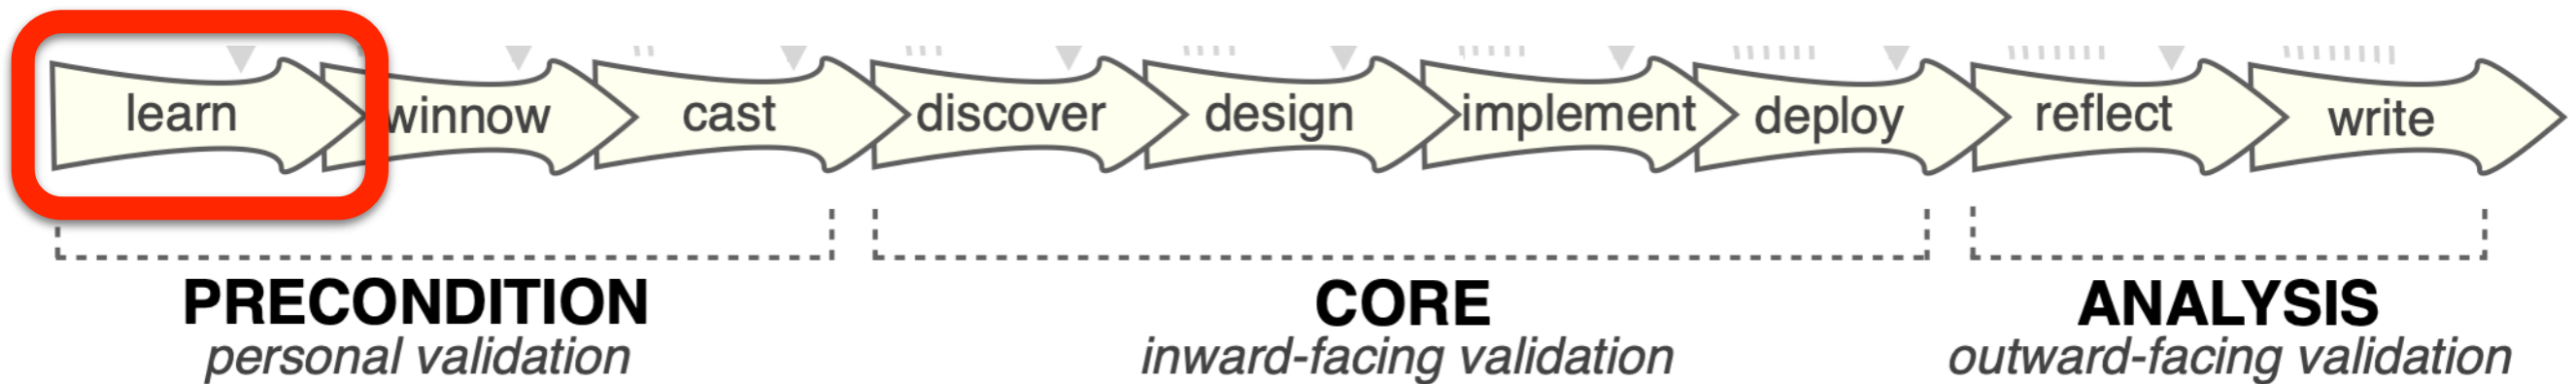 learn winnow cast discover design implement deploy reflect write
PRECONDITION CORE ANALYSIS
personal validation inward-facing validation outward-facing validation